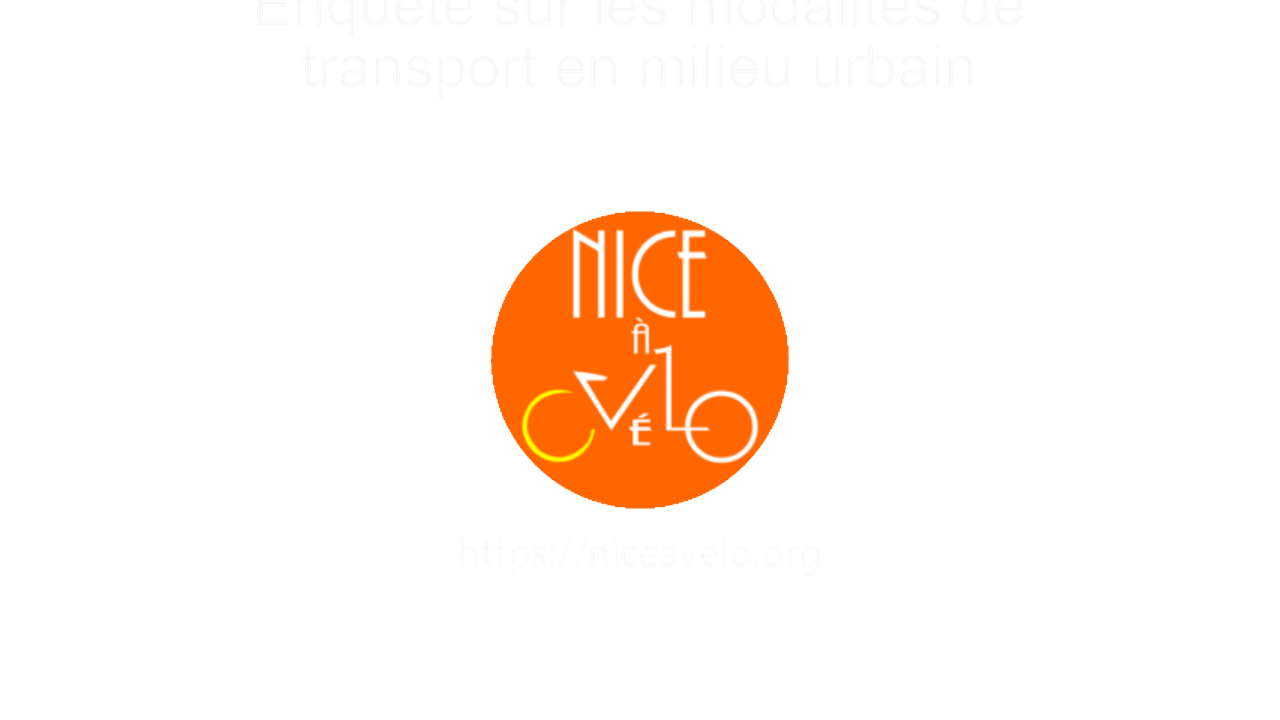 Enquête sur les modalités de
transport en milieu urbain
NICE
À
VÉLO
https://niceavelo.org